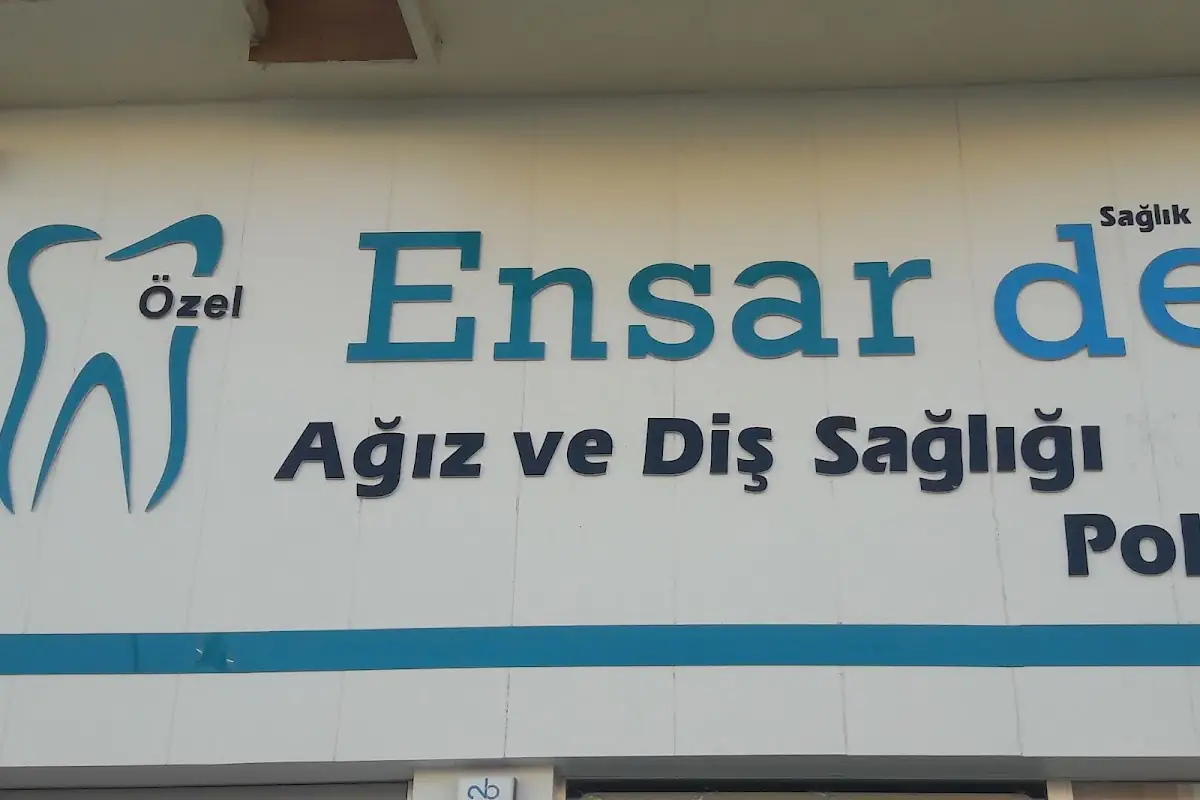 Sağlık
Özel
Ensar de
Ağız ve Diş Sağlığı
Pol